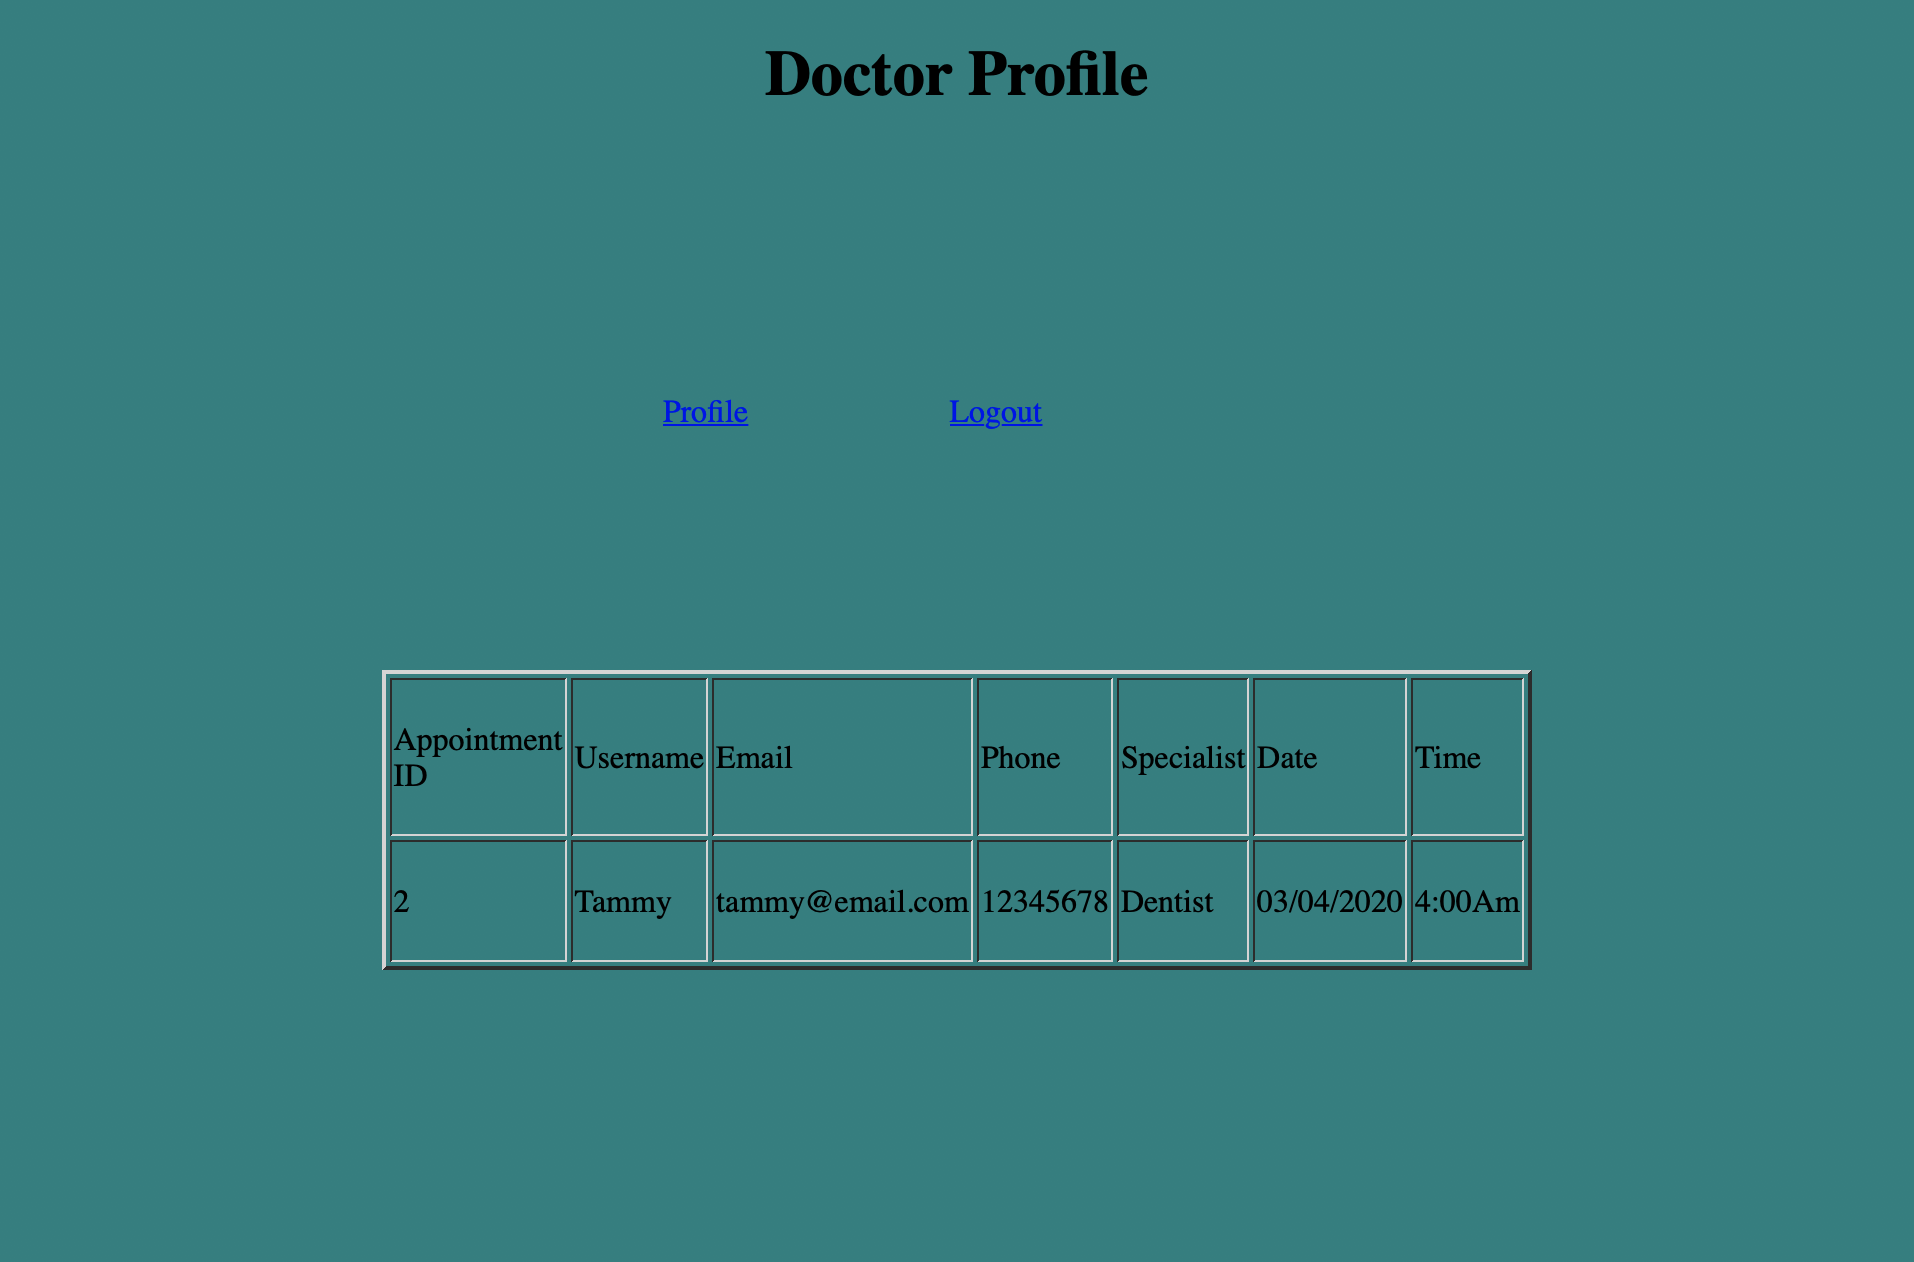 Doctor Profile
Profile Logout
Appointment
ID
Username Email Phone Specialist Date Time
2 Tammy tammy@email.com 12345678 Dentist 03/04/2020 4:00Am